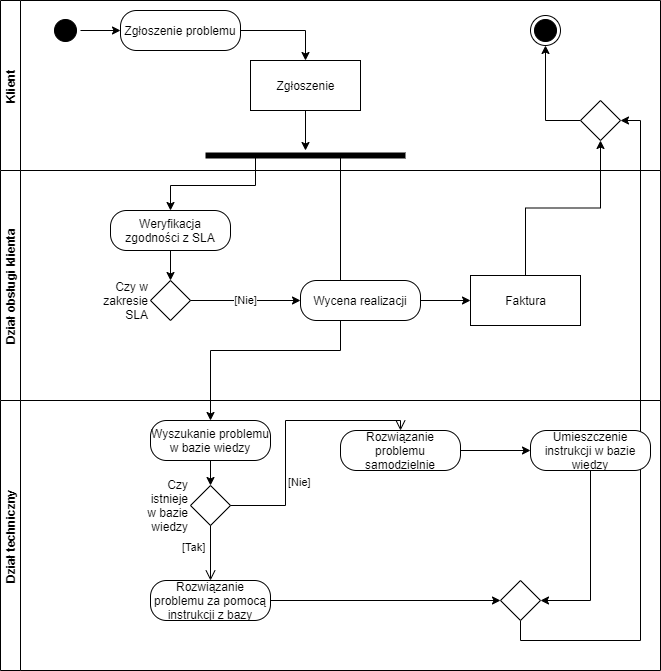 Klient
Zgłoszenie problemu
Zgłoszenie
Dział obsługi klienta
Weryfikacja
zgodności z SLA
Czy w
zakresie
SLA
[Nie]
Wycena realizacji
Faktura
Dział techniczny
Wyszukanie problemu
w bazie wiedzy
Czy
istnieje
w bazie
wiedzy
[Nie]
Rozwiązanie
problemu
samodzielnie
Umieszczenie
instrukcji w bazie
wiedzy
[Tak]
Rozwiązanie
problemu za pomocą
instrukcji z bazy